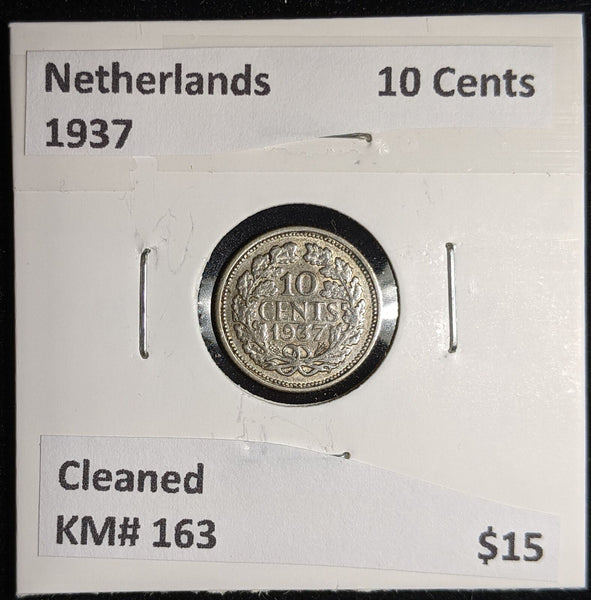 Netherlands 10 Cents
1937
10
CENTS
1937
Cleaned
KM# 163 $15